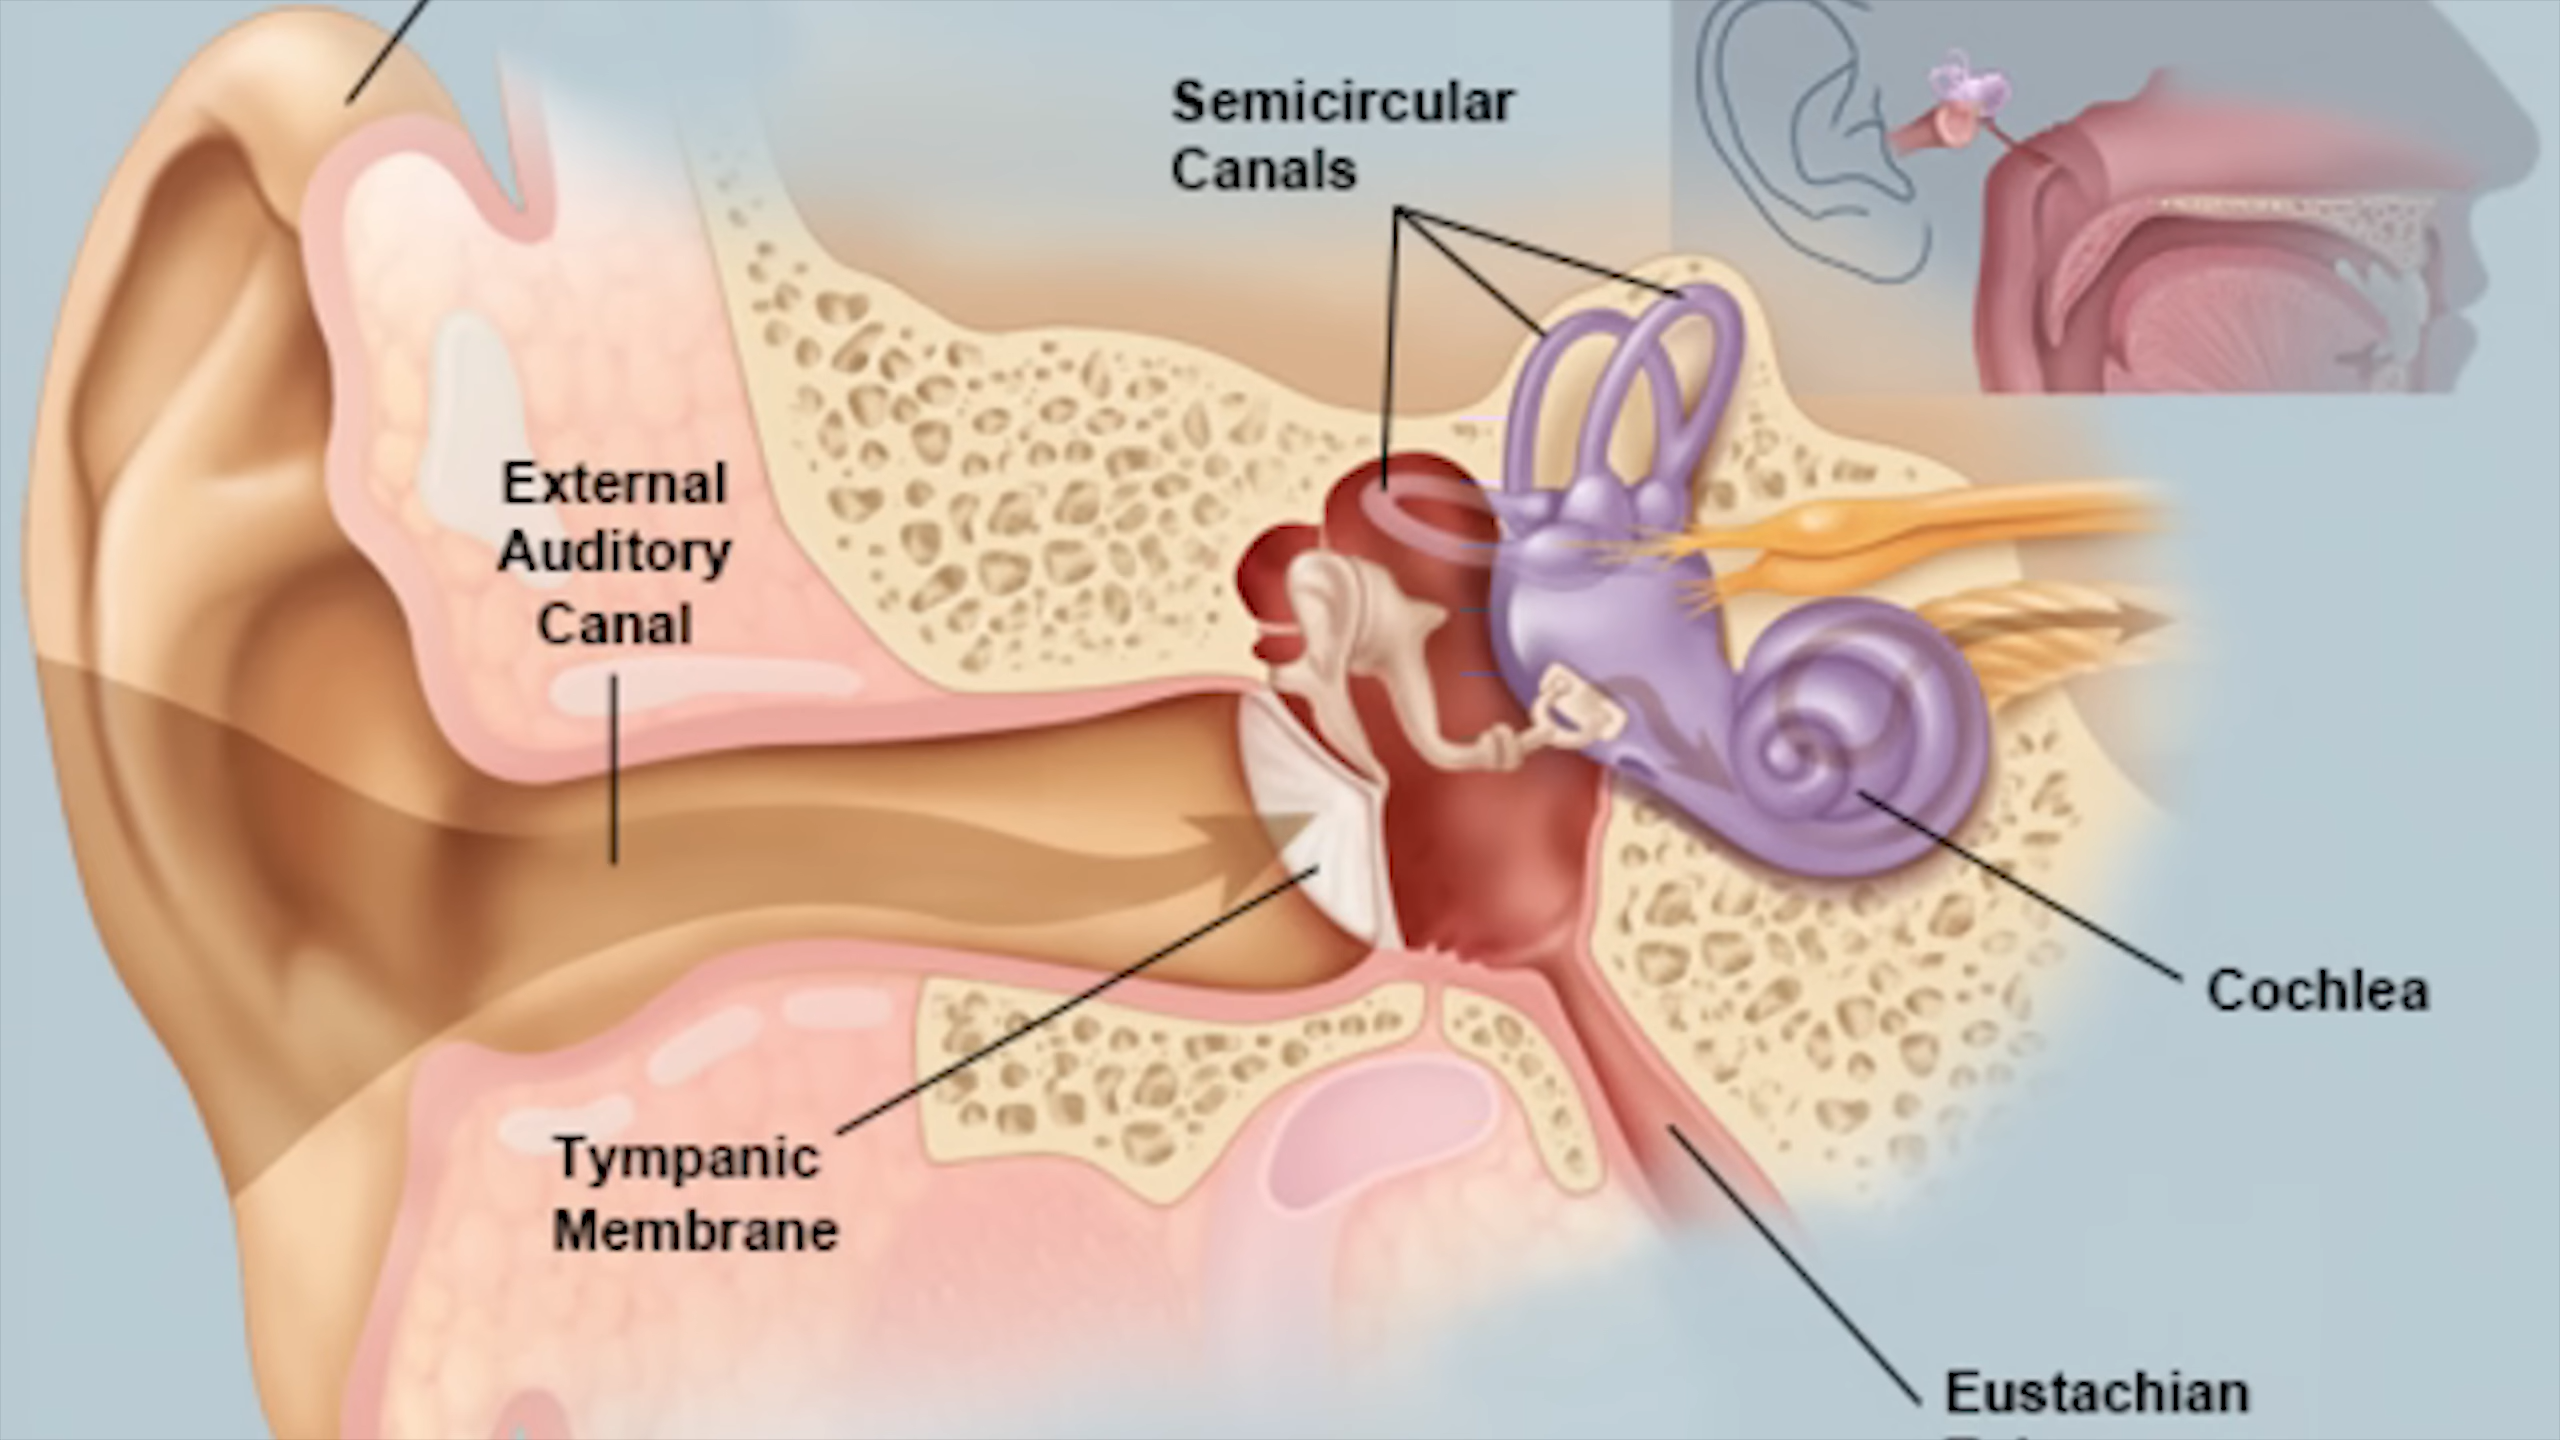 Semicircular
Canals
External
Auditory
Canal
Tympanic
Membrane
Cochlea
Eustachian